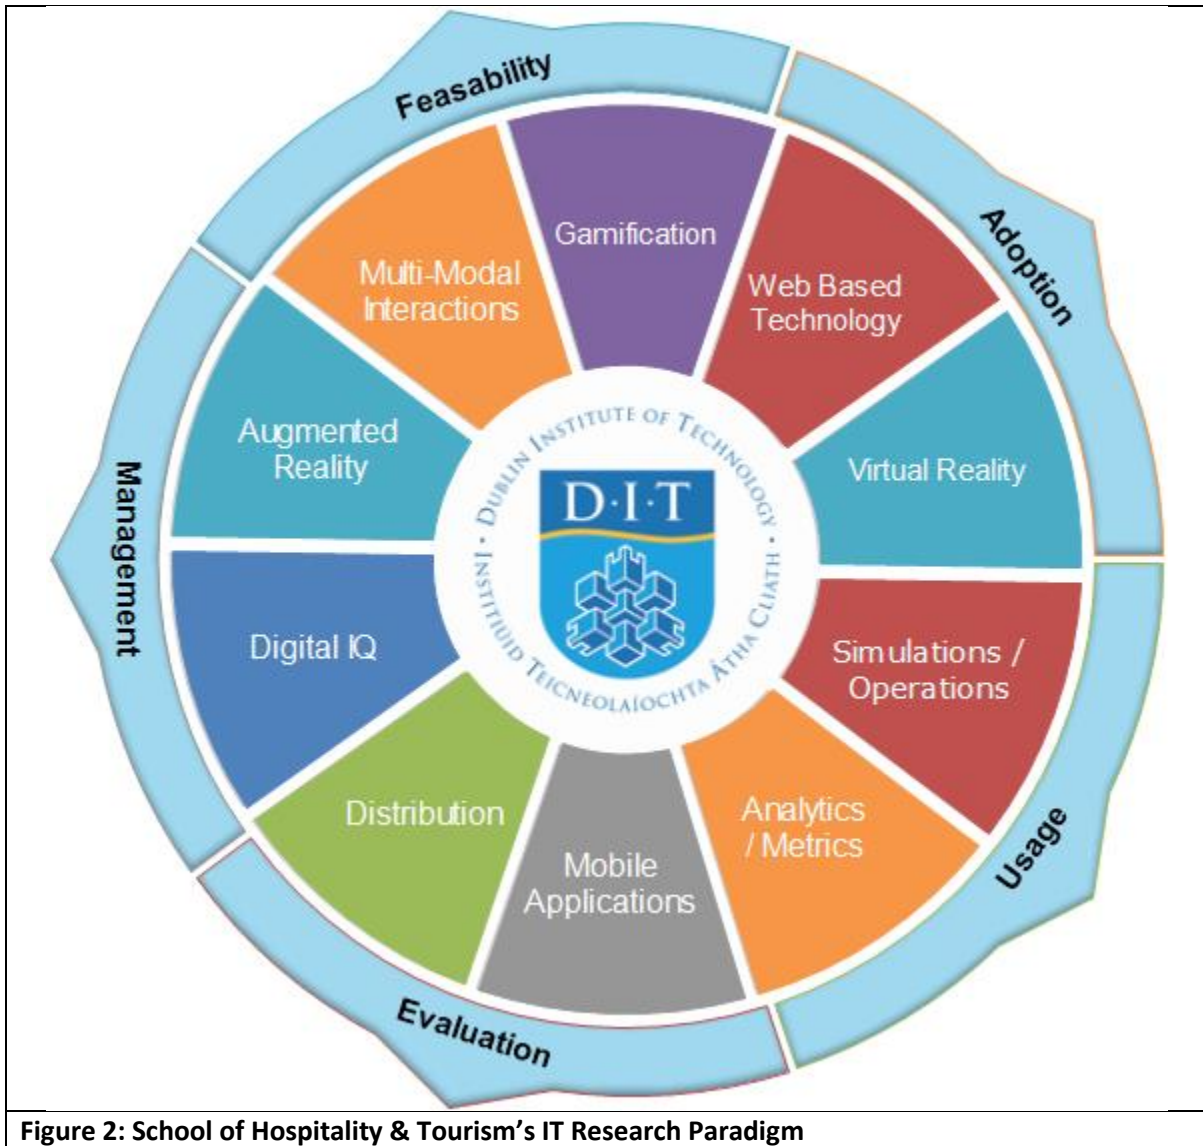 Feasability
Adoption
Usage
Evaluation
Management
Gamification
Web Based
Technology
Virtual Reality
Simulations /
Operations
Analytics
/ Metrics
Mobile
Applications
Distribution
Digital IQ
Augmented
Reality
Multi-Modal
Interactions
• DUBLIN INSTITUTE OF TECHNOLOGY •
INSTITIÚID TEICNEOLAÍOCHTA ÁTHA CLIATH
D·I·T
Figure 2: School of Hospitality & Tourism’s IT Research Paradigm